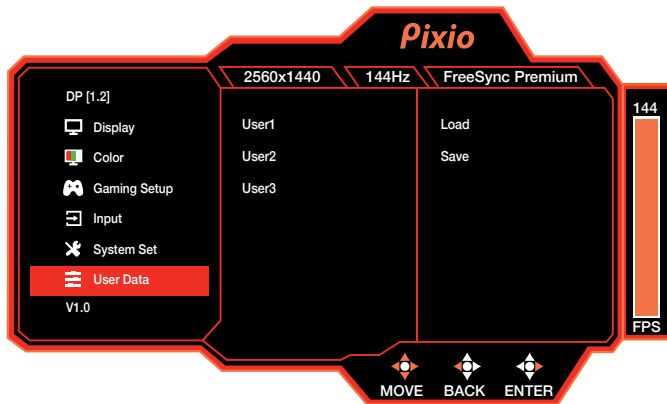 Pixio
2560x1440 144Hz FreeSync Premium
DP [1.2]
Display
Color
Gaming Setup
Input
System Set
User Data
V1.0
User1
User2
User3
Load
Save
144
FPS
MOVE BACK ENTER